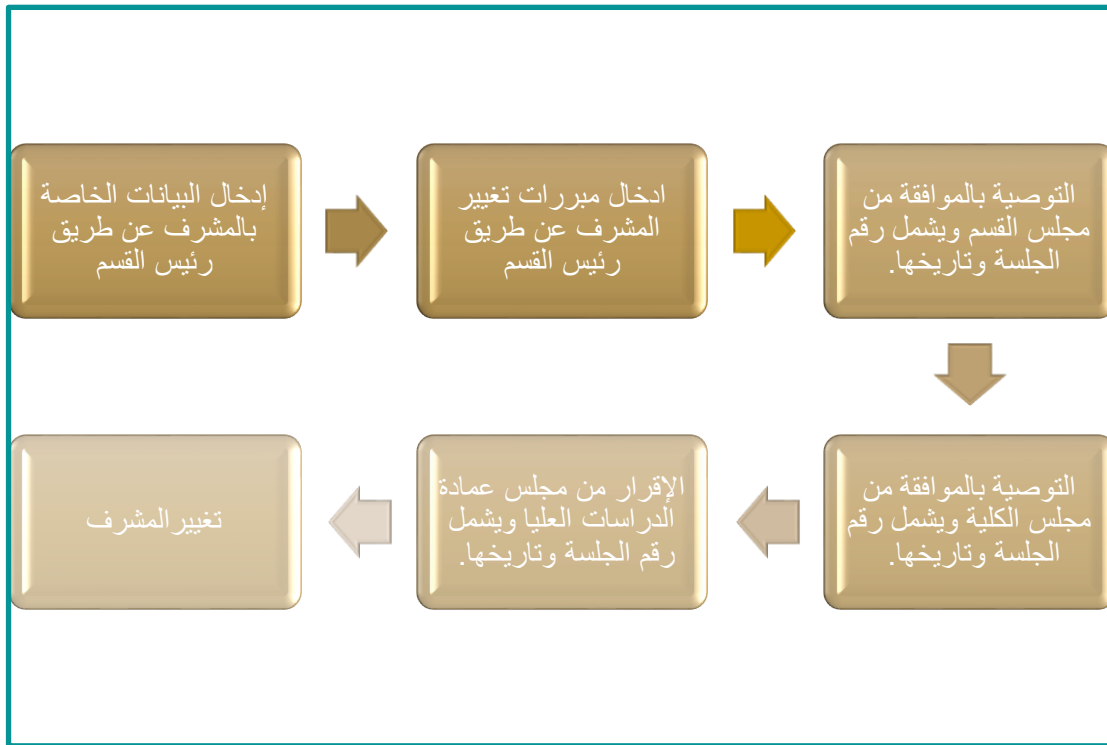 إدخال البيانات الخاصة
بالمشرف عن طريق
رئيس القسم
ادخال مبررات تغيير
المشرف عن طريق
رئيس القسم
التوصية بالموافقة من
مجلس القسم ويشمل رقم
الجلسة وتاريخها.
التوصية بالموافقة من
مجلس الكلية ويشمل رقم
الجلسة وتاريخها.
الإقرار من مجلس عمادة
الدراسات العليا ويشمل
رقم الجلسة وتاريخها.
تغيير المشرف